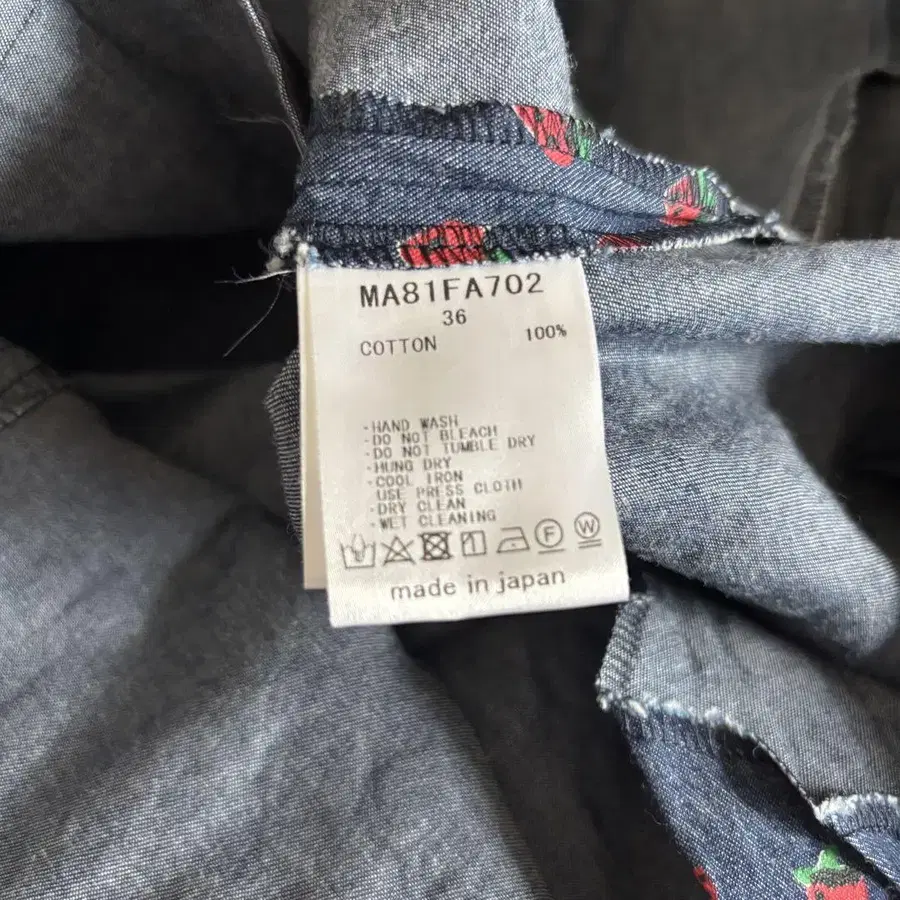 MA81FA702
36
COTTON 100%
-HAND WASH
-DO NOT BLEACH
-DO NOT TUMBLE DRY
-HUNG DRY
-COOL IRON
USE PRESS CLOTH
-DRY CLEAN
-WET CLEANING
F W
made in japan